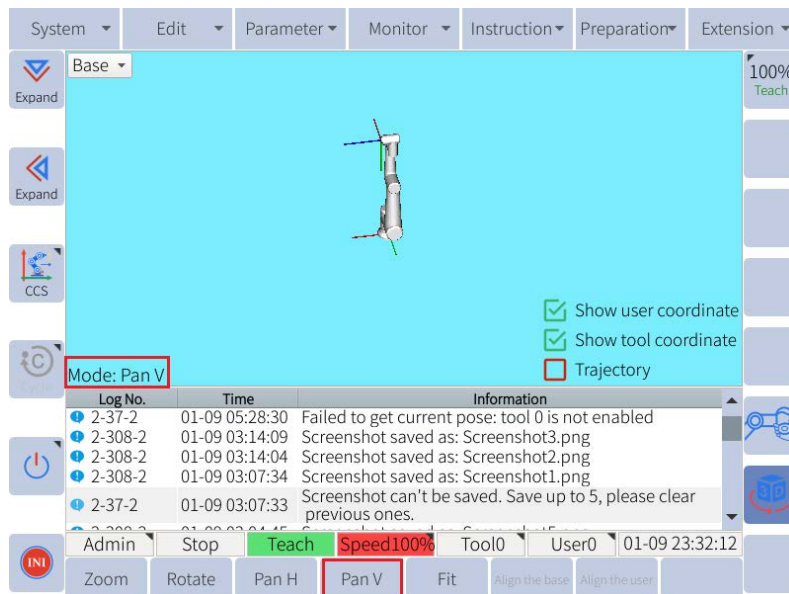 System Edit Parameter Monitor Instruction Preparation Extension
Base
Expand
100%
Teach
Expand
CCS
Show user coordinate
Show tool coordinate
Trajectory
Mode: Pan V
Log No. Time Information
2-37-2 01-09 05:28:30 Failed to get current pose: tool 0 is not enabled
2-308-2 01-09 03:14:09 Screenshot saved as: Screenshot3.png
2-308-2 01-09 03:14:04 Screenshot saved as: Screenshot2.png
2-308-2 01-09 03:07:34 Screenshot saved as: Screenshot1.png
2-37-2 01-09 03:07:33 Screenshot can't be saved. Save up to 5, please clear
previous ones.
3D
Admin Stop Teach Speed100% Tool0 User0 01-09 23:32:12
INI
Zoom Rotate Pan H Pan V Fit Align the base Align the user